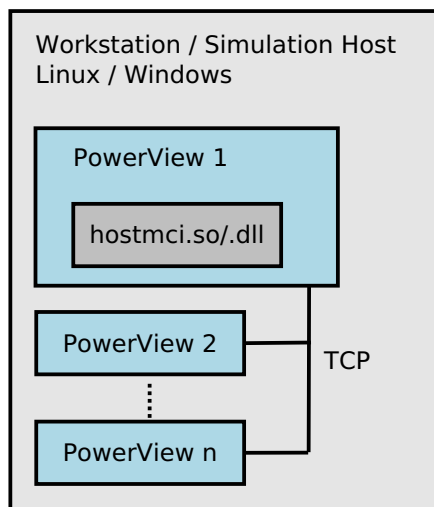 Workstation / Simulation Host
Linux / Windows
PowerView 1
hostmci.so/.dll
PowerView 2
TCP
PowerView n